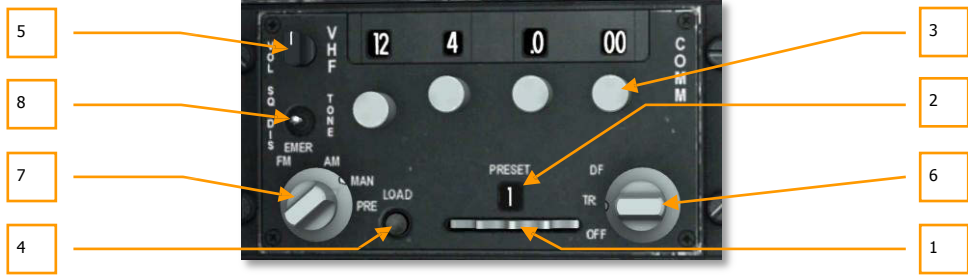 5
8
7
4
3
2
6
1
VHF
COMM
VOL
SQ DIS
TONE
12 4 .0 00
EMER
FM
AM
MAN
PRE
LOAD
PRESET
1
DF
TR
OFF